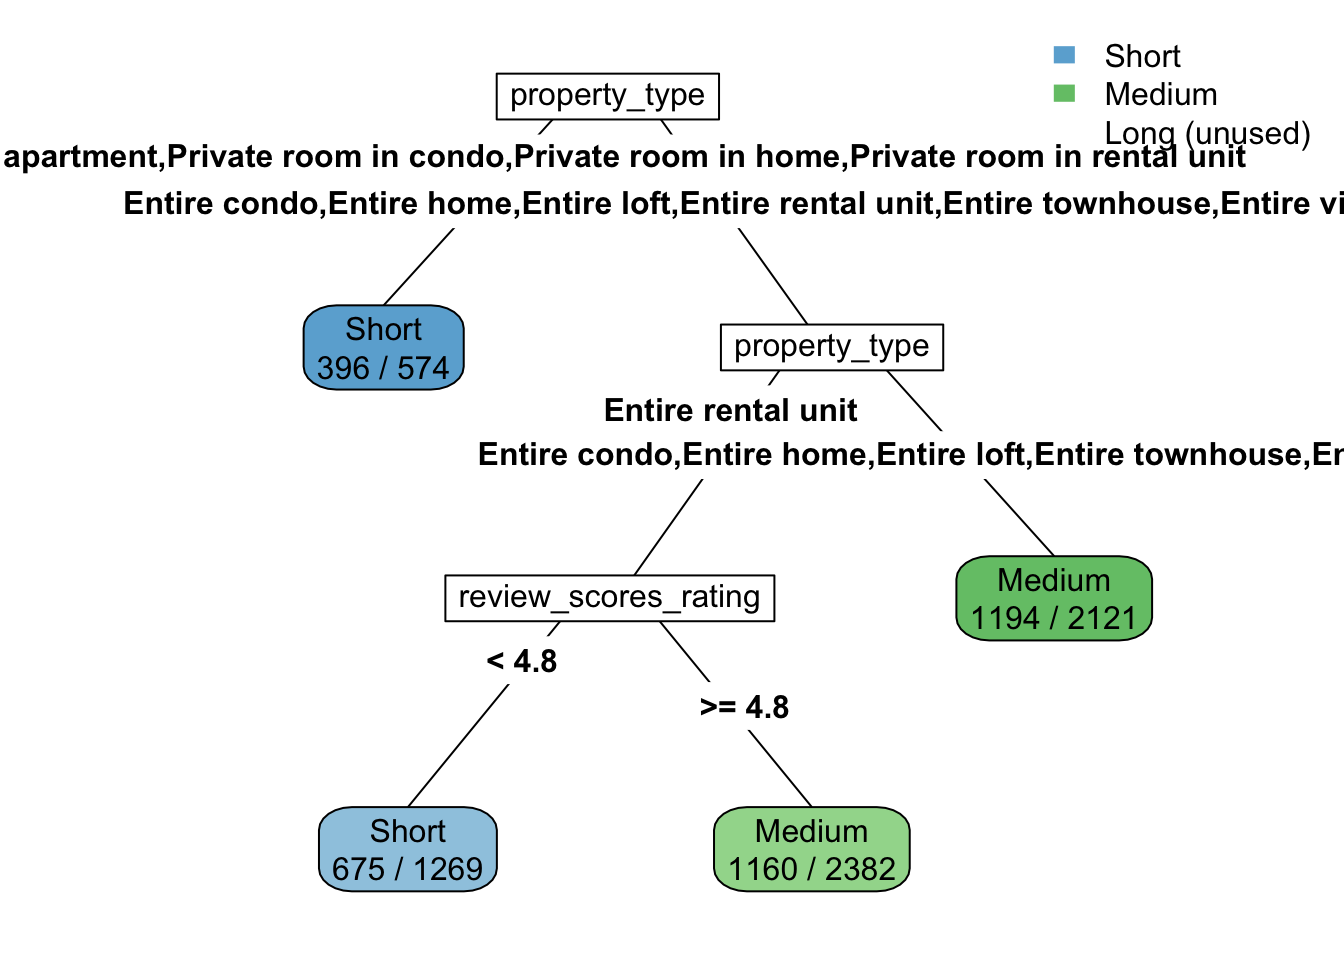 Short
property_type
Medium
Long (unused)
apartment,Private room in condo,Private room in home,Private room in rental unit
Entire condo,Entire home,Entire loft,Entire rental unit,Entire townhouse,Entire vi
Short
396 / 574
property_type
Entire rental unit
Entire condo,Entire home,Entire loft,Entire townhouse,En
Medium
1194 / 2121
review_scores_rating
< 4.8
>= 4.8
Short
675 / 1269
Medium
1160 / 2382